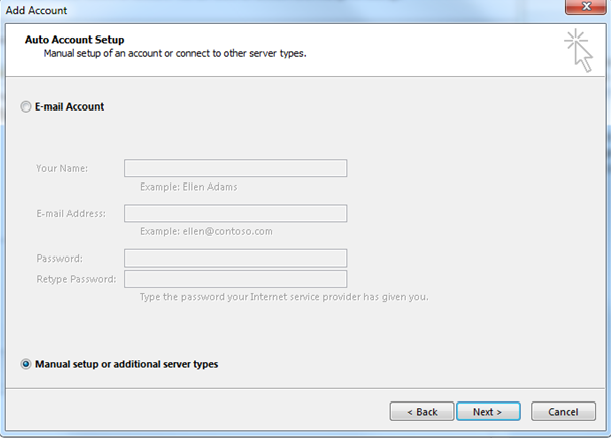 Add Account
Auto Account Setup
Manual setup of an account or connect to other server types.
E-mail Account
Your Name:
Example: Ellen Adams
E-mail Address:
Example: ellen@contoso.com
Password:
Retype Password:
Type the password your Internet service provider has given you.
Manual setup or additional server types
< Back Next > Cancel